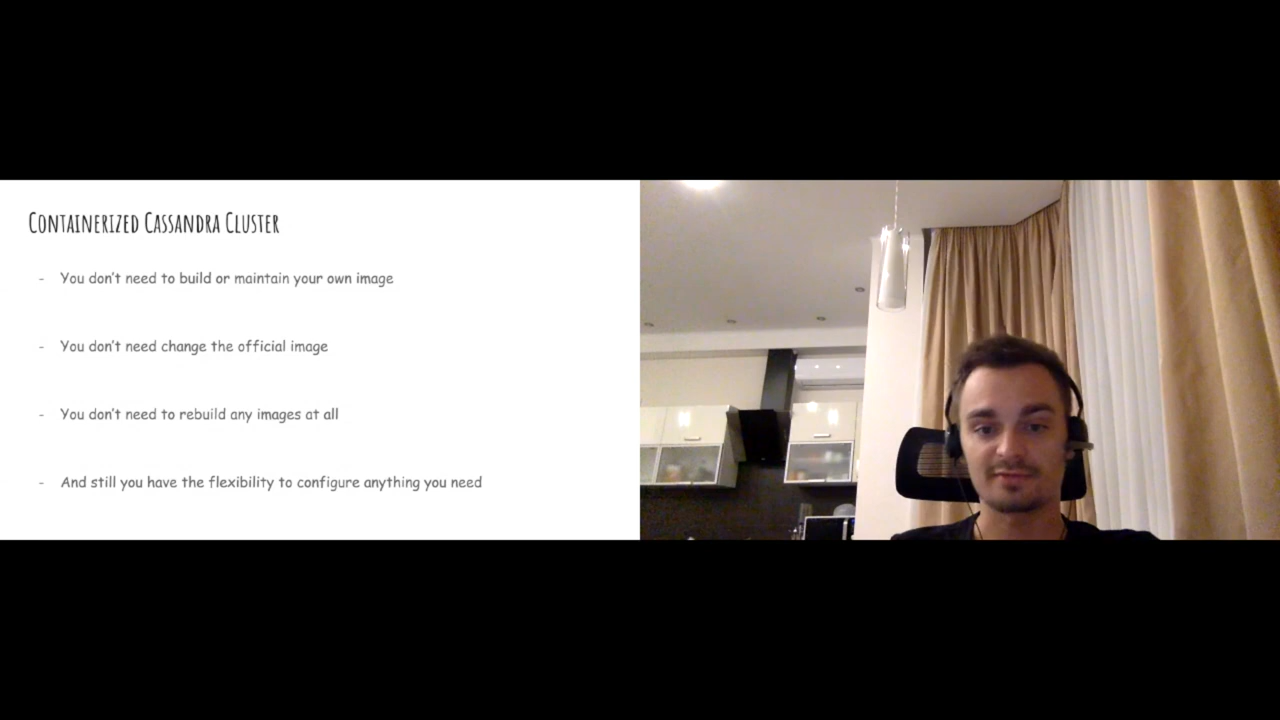 Containerized Cassandra Cluster
- You don't need to build or maintain your own image
- You don't need change the official image
- You don't need to rebuild any images at all
- And still you have the flexibility to configure anything you need